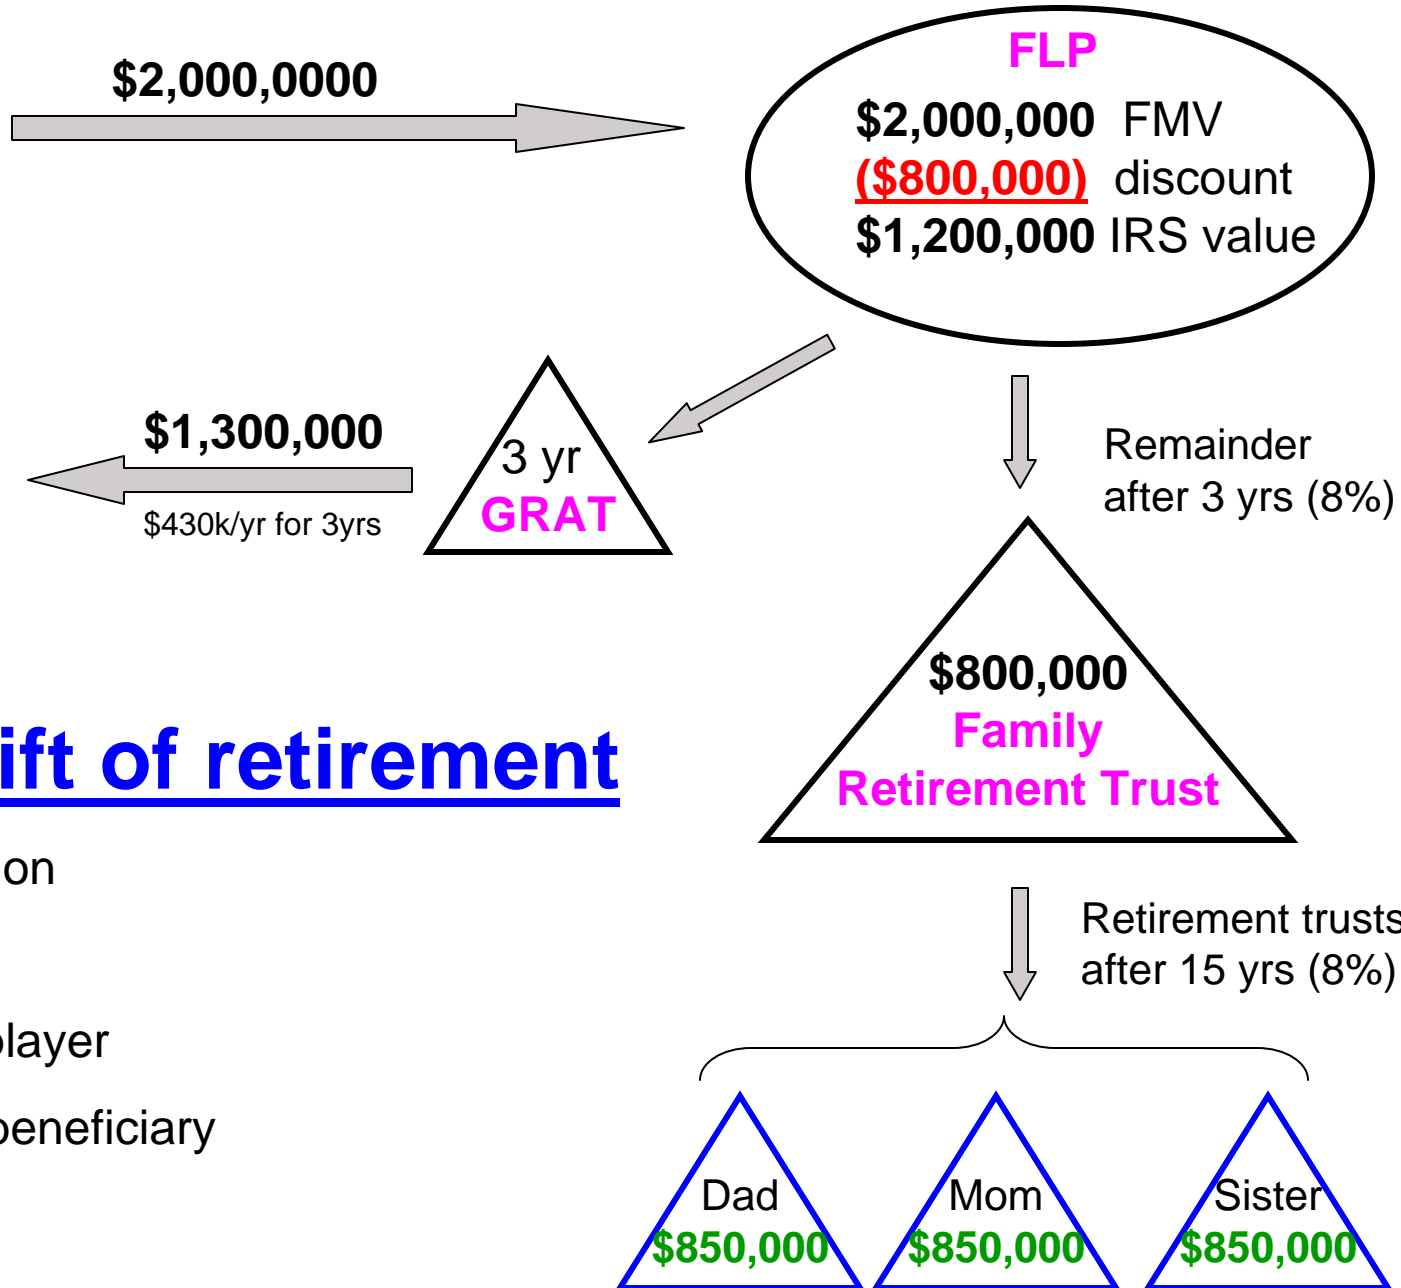 $2,000,0000
FLP
$2,000,000 FMV
($800,000) discount
$1,200,000 IRS value
$1,300,000
$430k/yr for 3yrs
3 yr
GRAT
Remainder
after 3 yrs (8%)
$800,000
Family
Retirement Trust
ift of retirement
on
layer
beneficiary
Retirement trusts
after 15 yrs (8%)
Dad
$850,000
Mom
$850,000
Sister
$850,000